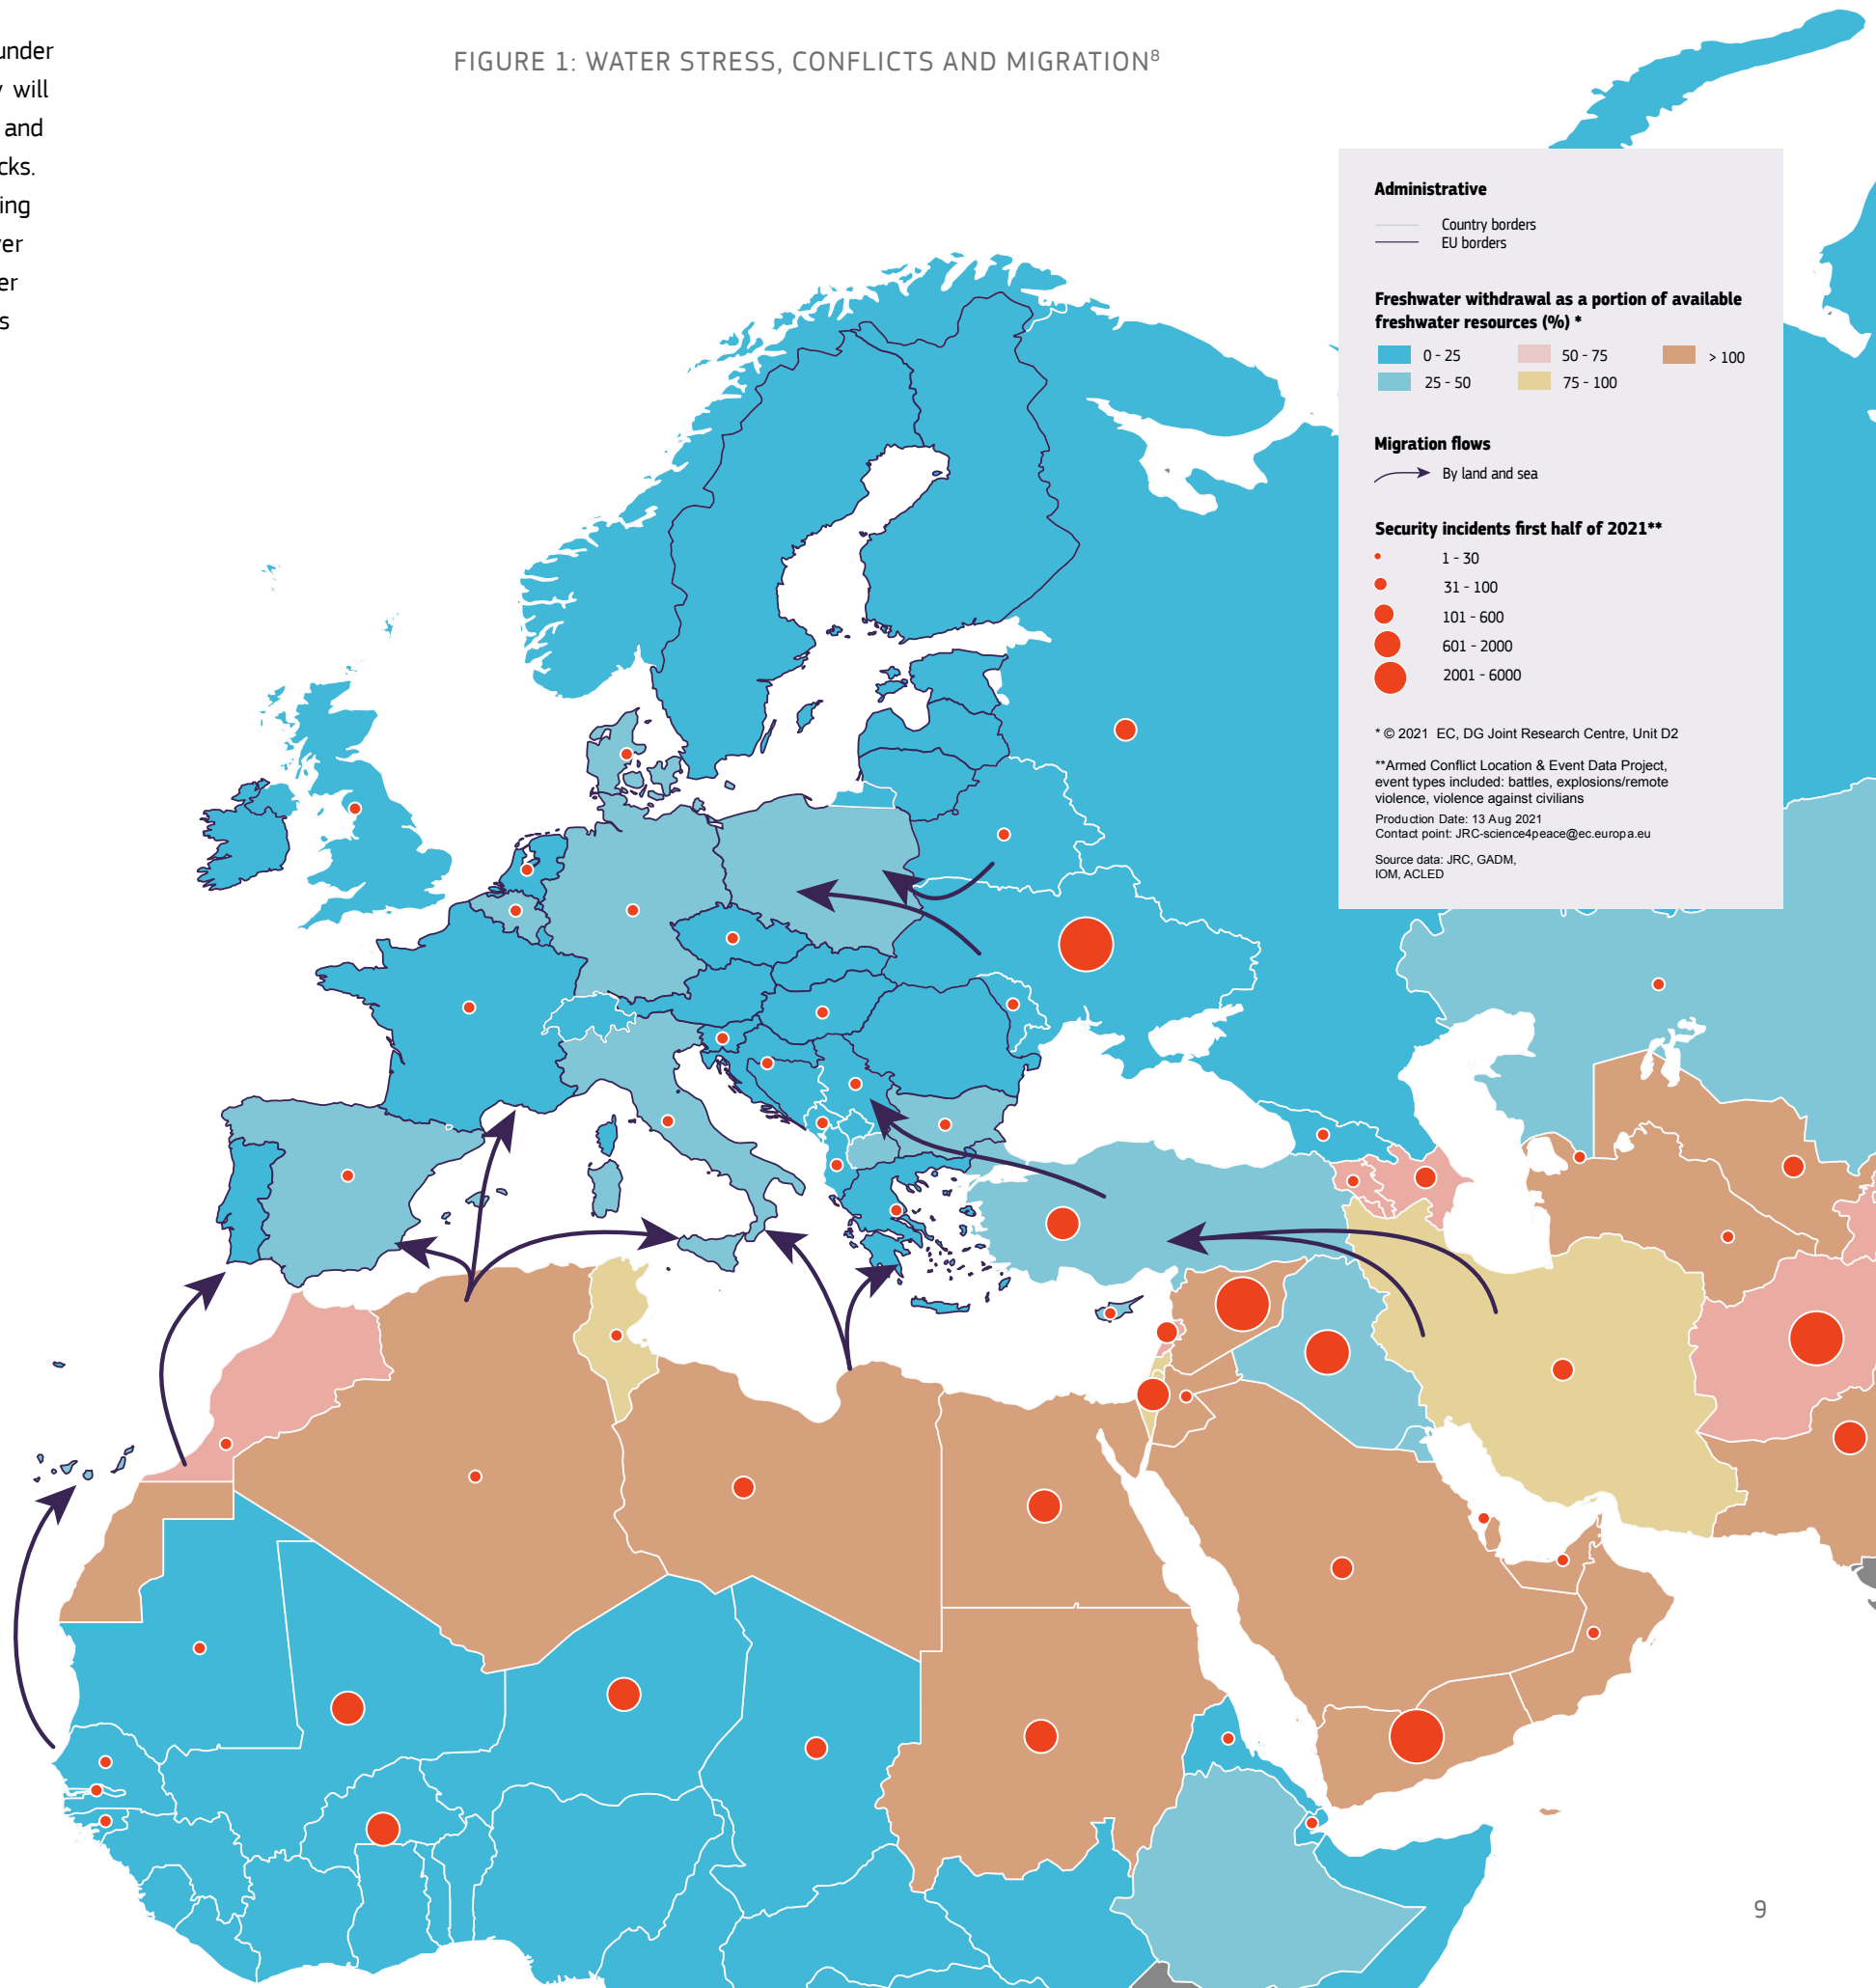 under
will
and
cks.
ing
er
er
s
FIGURE 1: WATER STRESS, CONFLICTS AND MIGRATION8
Administrative
Country borders
EU borders
Freshwater withdrawal as a portion of available
freshwater resources (%) *
0 - 25
50 - 75
> 100
25 - 50
75 - 100
Migration flows
By land and sea
Security incidents first half of 2021**
1 - 30
31 - 100
101 - 600
601 - 2000
2001 - 6000
* © 2021 EC, DG Joint Research Centre, Unit D2
**Armed Conflict Location & Event Data Project,
event types included: battles, explosions/remote
violence, violence against civilians
Production Date: 13 Aug 2021
Contact point: JRC-science4peace@ec.europa.eu
Source data: JRC, GADM,
IOM, ACLED
9